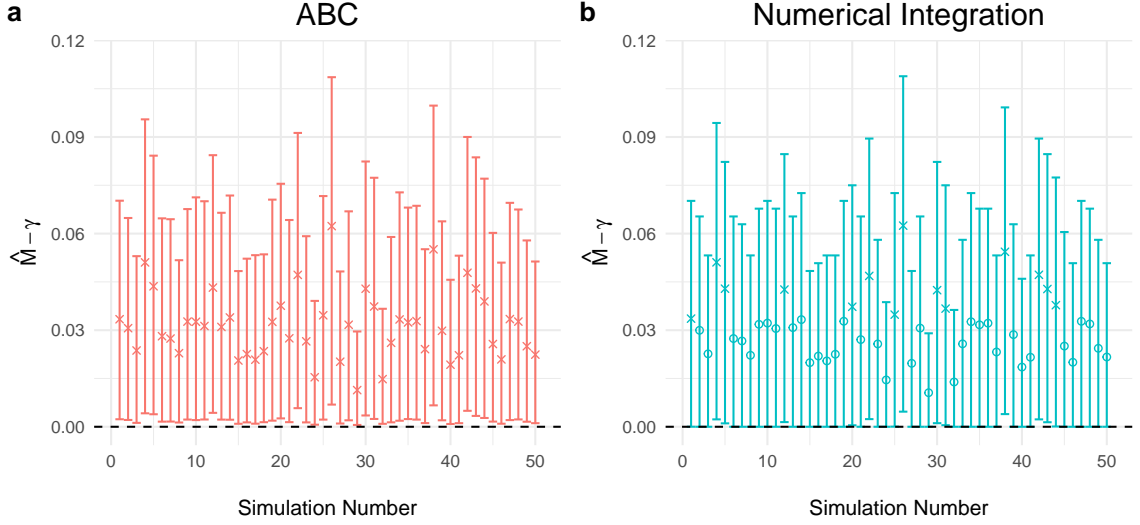 a
ABC
0.12
0.09
0.06
0.03
0.00
M̂ − γ
0
10
20
30
40
50
Simulation Number
b
Numerical Integration
0.12
0.09
0.06
0.03
0.00
M̂ − γ
0
10
20
30
40
50
Simulation Number